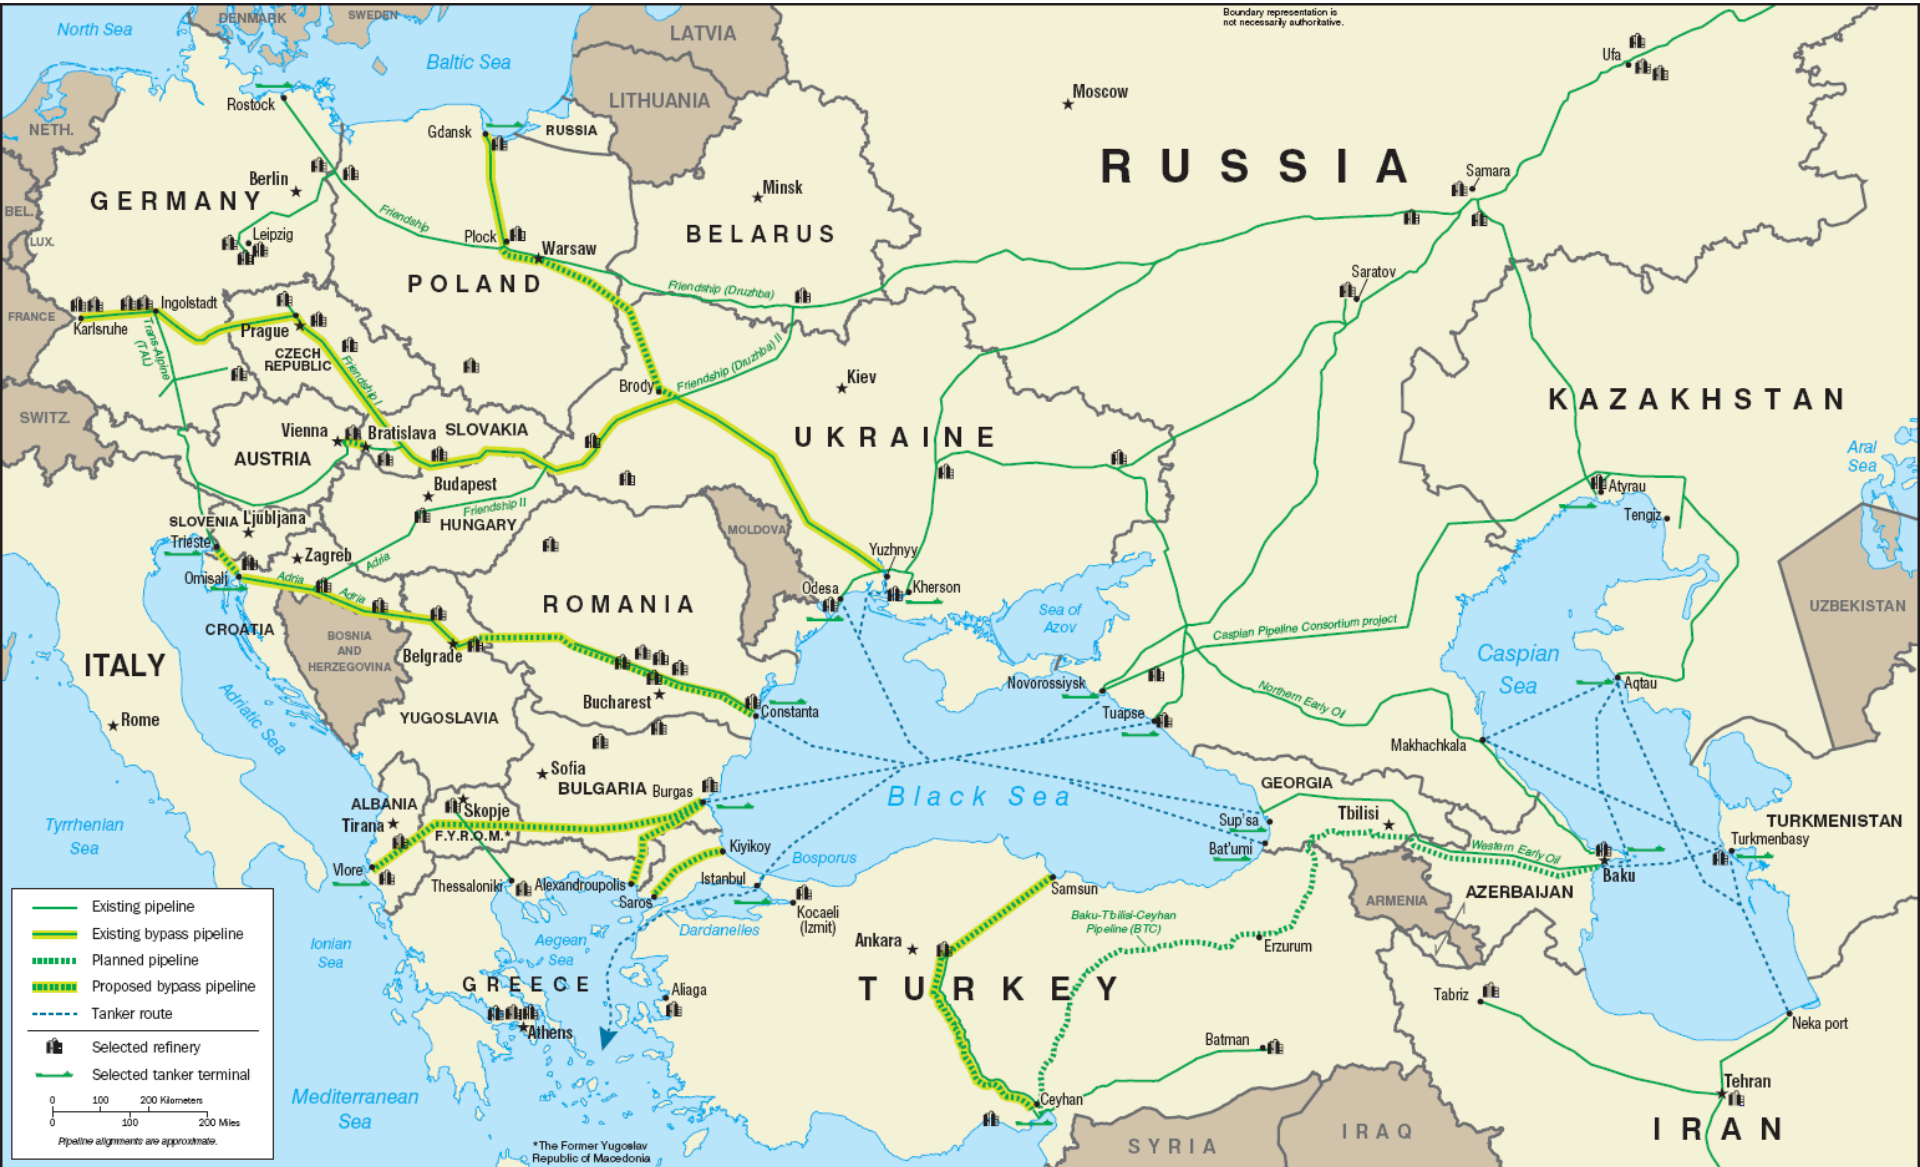 Boundary representation is
not necessarily authoritative.
North Sea
DENMARK
SWEDEN
Baltic Sea
LATVIA
LITHUANIA
RUSSIA
Moscow
Ufa
Rostock
NETH.
Gdansk
RUSSIA
Samara
Berlin
GERMANY
BEL.
LUX.
Leipzig
Friendship
Plock
Warsaw
Minsk
BELARUS
POLAND
Saratov
Friendship (Druzhba)
FRANCE
Karlsruhe
Ingolstadt
Trans-Alpine
(TAL)
Prague
CZECH
REPUBLIC
Friendship I
Friendship (Druzhba) II
Brody
Kiev
KAZAKHSTAN
SWITZ.
Vienna
Bratislava
SLOVAKIA
AUSTRIA
UKRAINE
Aral
Sea
Budapest
Friendship II
HUNGARY
Atyrau
Tengiz
SLOVENIA
Ljubljana
Trieste
Zagreb
MOLDOVA
Yuzhnyy
Omisalj
Adria
Adria
Adria
Odesa
Kherson
ROMANIA
Sea of
Azov
UZBEKISTAN
CROATIA
BOSNIA
AND
HERZEGOVINA
Belgrade
Caspian Pipeline Consortium project
ITALY
Caspian
Sea
Adriatic Sea
Bucharest
Constanta
Novorossiysk
Northern Early Oil
Aqtau
Rome
YUGOSLAVIA
Tuapse
Makhachkala
Sofia
BULGARIA
Burgas
Black Sea
GEORGIA
ALBANIA
Tirana
Skopje
F.Y.R.O.M.*
Sup'sa
Tbilisi
TURKMENISTAN
Tyrrhenian
Sea
Kiyikoy
Bosporus
Bat'umi
Western Early Oil
Turkmenbasy
Vlore
Thessaloniki
Alexandroupolis
Saros
Istanbul
Samsun
Baku
ARMENIA
AZERBAIJAN
Kocaeli
(Izmit)
Dardanelles
Baku-Tbilisi-Ceyhan
Pipeline (BTC)
Ionian
Sea
Aegean
Sea
Ankara
Erzurum
GREECE
Aliaga
TURKEY
Tabriz
Neka port
Athens
Batman
Mediterranean
Sea
Ceyhan
Tehran
SYRIA
IRAQ
IRAN
Existing pipeline
Existing bypass pipeline
Planned pipeline
Proposed bypass pipeline
Tanker route
Selected refinery
Selected tanker terminal
0 100 200 Kilometers
0 100 200 Miles
Pipeline alignments are approximate.
*The Former Yugoslav
Republic of Macedonia